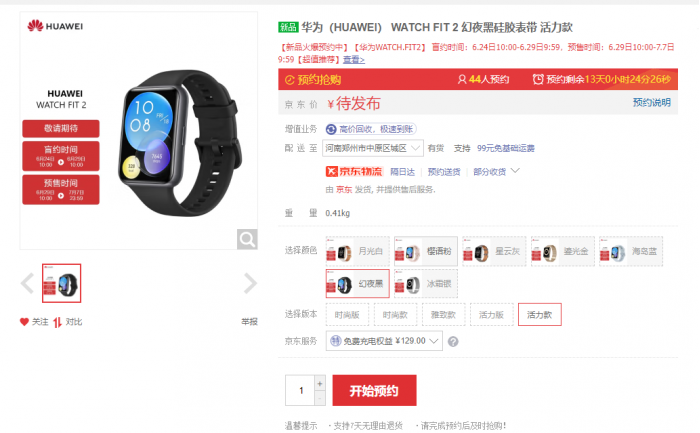 HUAWEI
HUAWEI
WATCH FIT 2
敬请期待
盲约时间
6月24日 6月29日
10:00 10:00
预售时间
6月29日 7月7日
10:00 23:59
关注 对比
举报
新品 华为（HUAWEI） WATCH FIT 2 幻夜黑硅胶表带 活力款
【新品火爆预约中】【华为WATCH.FIT2】 盲约时间：6.24日10:00-6.29日9:59，预售时间：6.29日10:00-7.7日
9:59【超值推荐】查看>
预约抢购 44人预约 预约剩余13天0小时24分26秒
京东价 ¥待发布 预约说明
增值业务 高价回收，极速到账
配送至 河南郑州市中原区城区 有货 支持 99元免基础运费
京东物流 隔日达 预约送货 部分收货
由 京东 发货, 并提供售后服务.
重量 0.41kg
选择颜色 月光白 樱语粉 星云灰 鎏光金 海岛蓝
幻夜黑 冰霜银
选择版本 时尚版 时尚款 雅致款 活力版 活力款
京东服务 特 免费充电权益 ¥129.00
1 + 开始预约
温馨提示 ·支持7天无理由退货 ·请完成预约后及时抢购！